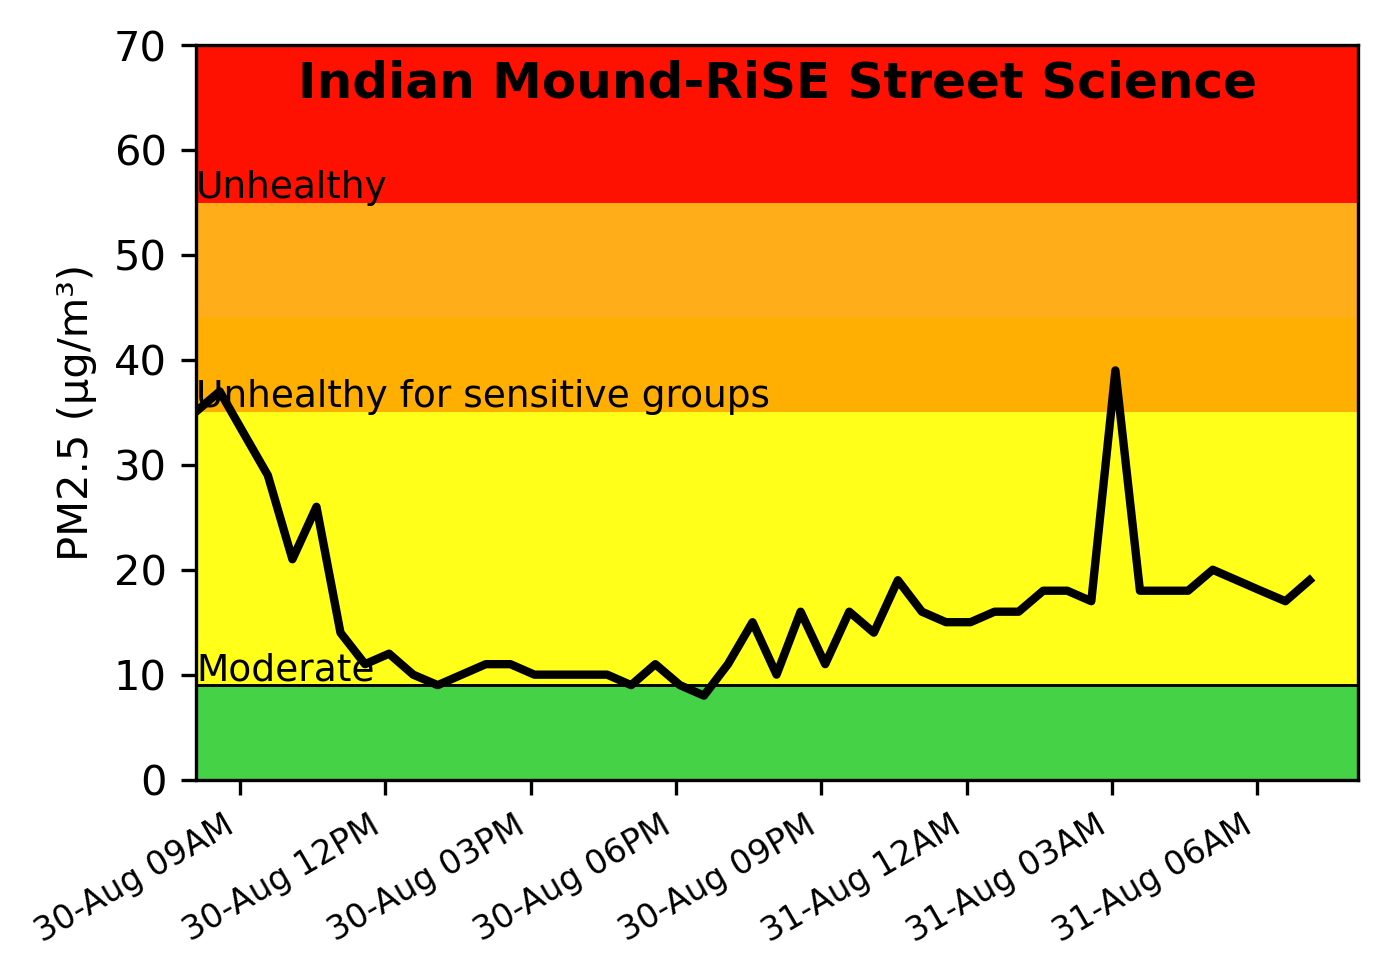 Indian Mound-RiSE Street Science
70
60
Unhealthy
50
40
Unhealthy for sensitive groups
30
20
10
Moderate
0
PM2.5 (µg/m³)
30-Aug 09AM
30-Aug 12PM
30-Aug 03PM
30-Aug 06PM
30-Aug 09PM
31-Aug 12AM
31-Aug 03AM
31-Aug 06AM